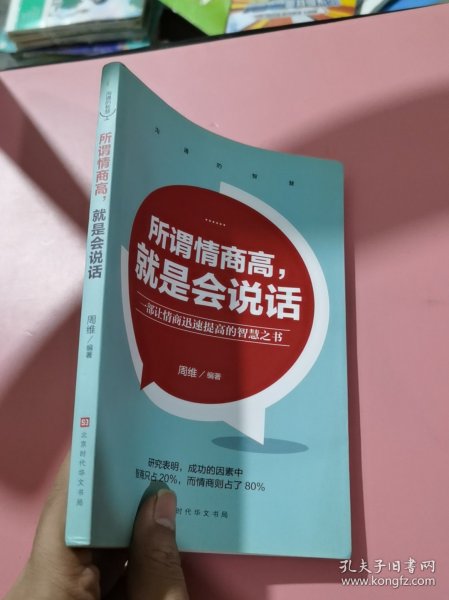 沟通的智慧
所谓情商高，
就是会说话
周维/编著
北京时代华文书局
沟通的智慧
……
所谓情商高，
就是会说话
一部让情商迅速提高的智慧之书
周维/编著
研究表明，成功的因素中
商只占20%，而情商则占了80%
时代华文书局
孔夫子旧书网
www.kongfz.com